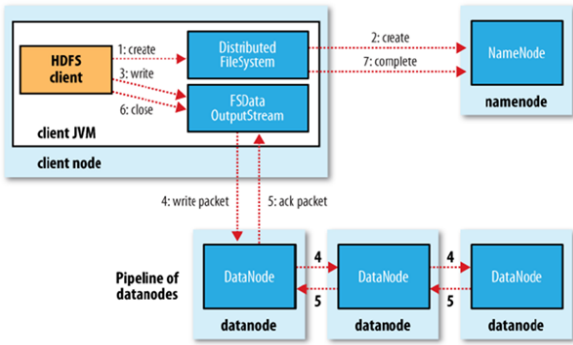 HDFS
client
1: create
3: write
6: close
Distributed
FileSystem
FSData
OutputStream
client JVM
client node
2: create
7: complete
NameNode
namenode
4: write packet
5: ack packet
Pipeline of
datanodes
DataNode
datanode
4
5
DataNode
datanode
4
5
DataNode
datanode